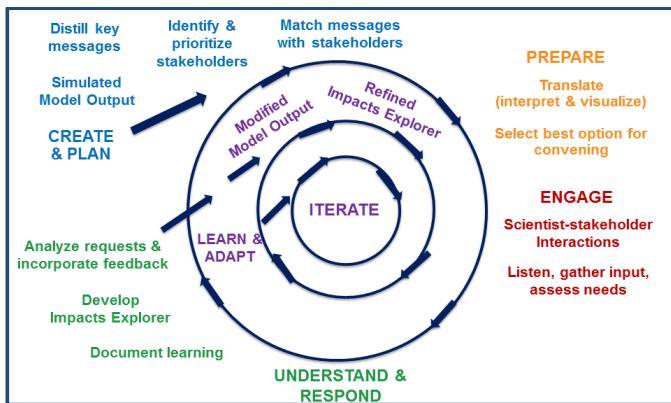 Distill key
messages
Identify &
prioritize
stakeholders
Match messages
with stakeholders
Simulated
Model Output
CREATE
& PLAN
PREPARE
Translate
(interpret & visualize)
Select best option for
convening
ENGAGE
Scientist-stakeholder
Interactions
Listen, gather input,
assess needs
UNDERSTAND &
RESPOND
Document learning
Develop
Impacts Explorer
Analyze requests &
incorporate feedback
LEARN &
ADAPT
Modified
Model Output
Refined
Impacts Explorer
ITERATE